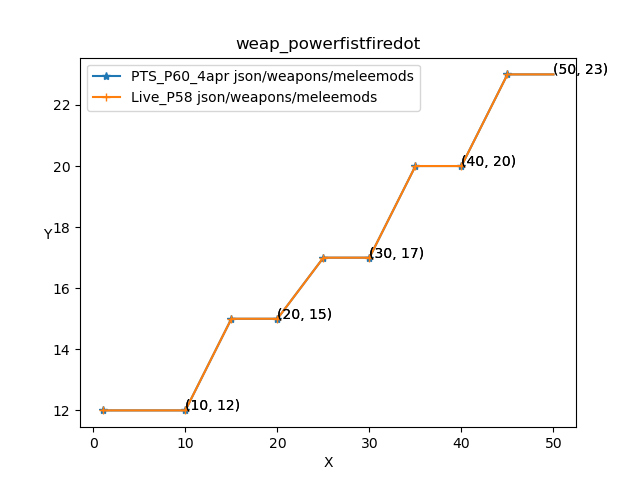 weap_powerfistfiredot
PTS_P60_4apr json/weapons/meleemods
Live_P58 json/weapons/meleemods
(50, 23)
(40, 20)
(30, 17)
(20, 15)
(10, 12)
Y
22
20
18
16
14
12
0 10 20 30 40 50
X